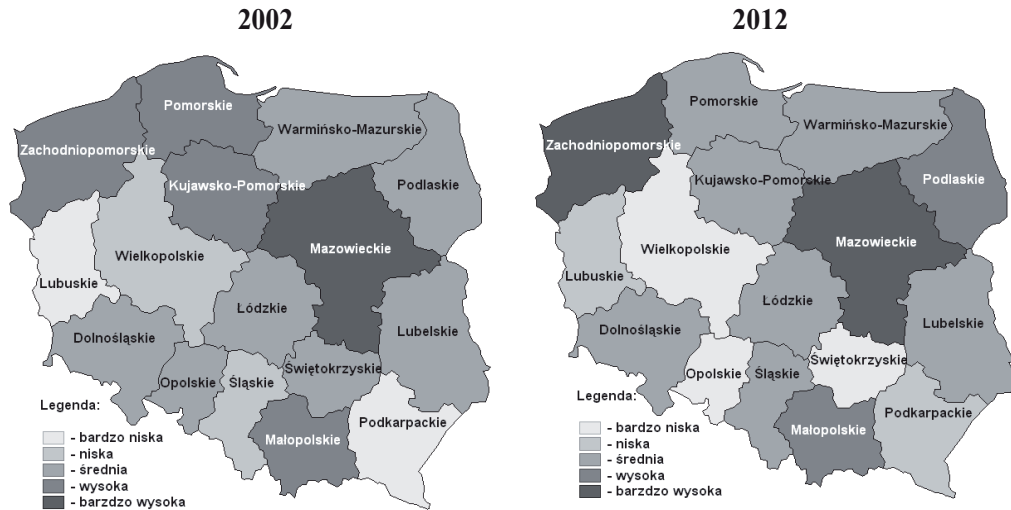 2002
Pomorskie
Warmińsko-Mazurskie
Zachodniopomorskie
Kujawsko-Pomorskie
Podlaskie
Mazowieckie
Wielkopolskie
Lubuskie
Łódzkie
Dolnośląskie
Lubelskie
Opolskie
Śląskie
Świętokrzyskie
Podkarpackie
Małopolskie
Legenda:
- bardzo niska
- niska
- średnia
- wysoka
- barzdzo wysoka
2012
Pomorskie
Warmińsko-Mazurskie
Zachodniopomorskie
Kujawsko-Pomorskie
Podlaskie
Mazowieckie
Wielkopolskie
Lubuskie
Łódzkie
Dolnośląskie
Lubelskie
Świętokrzyskie
Opolskie
Śląskie
Podkarpackie
Małopolskie
Legenda:
- bardzo niska
- niska
- średnia
- wysoka
- barzdzo wysoka